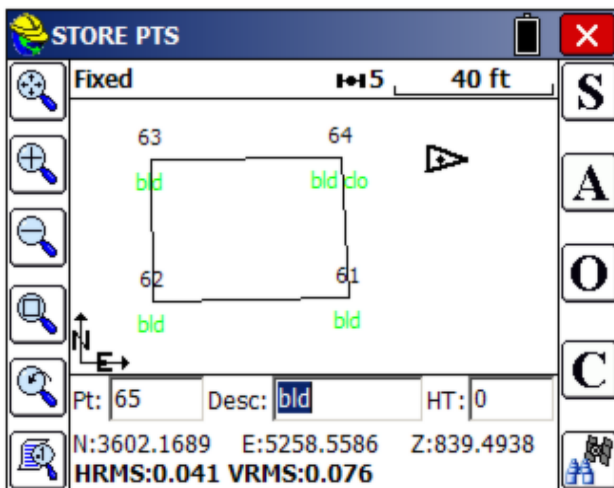 STORE PTS
Fixed 5 40 ft
S
63 64
A
bld bld clo
O
62 61
bld bld
N
E
C
Pt: 65 Desc: bld HT: 0
N:3602.1689 E:5258.5586 Z:839.4938
HRMS:0.041 VRMS:0.076